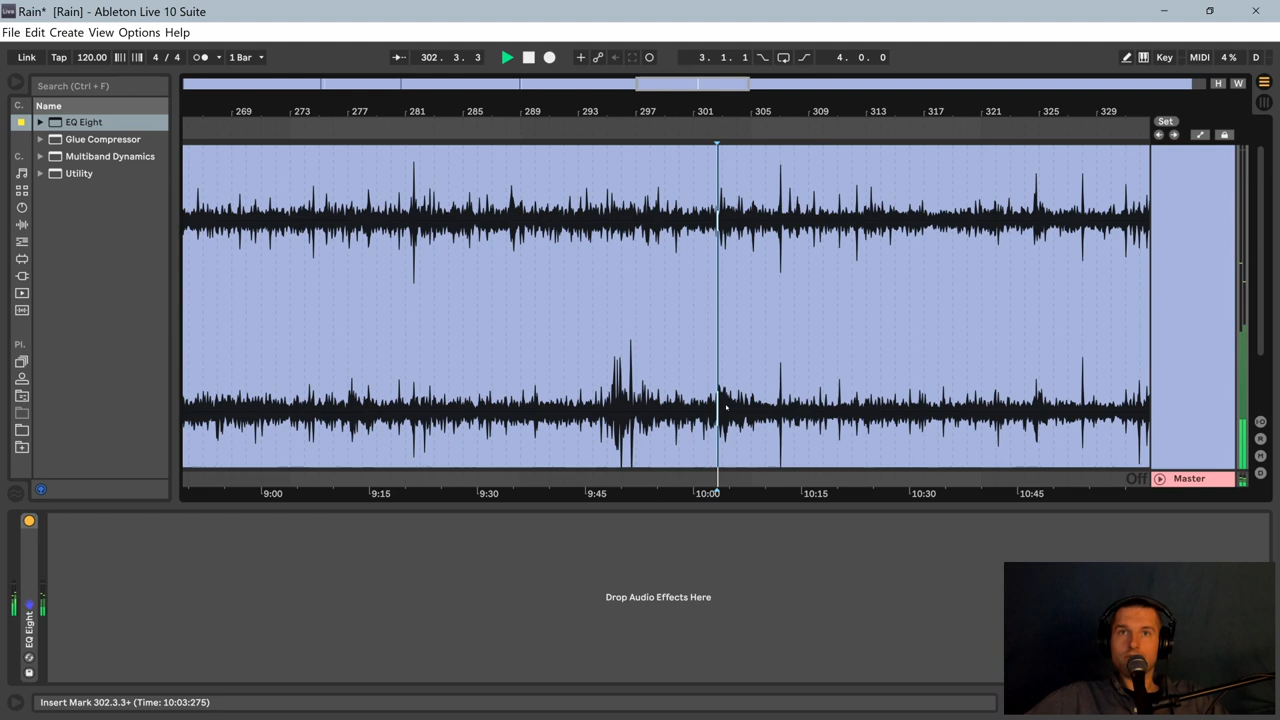 Live Rain* [Rain] - Ableton Live 10 Suite
File Edit Create View Options Help
Link Tap 120.00 4 / 4 1 Bar 302. 3. 3 3. 1. 1 4. 0. 0 Key MIDI 4 % D
Search (Ctrl + F) H W
C. Name 269 273 277 281 285 289 293 297 301 305 309 313 317 321 325 329
EQ Eight Set
Glue Compressor
C. Multiband Dynamics
Utility
Pl.
R
M
D
Off Master
9:00 9:15 9:30 9:45 10:00 10:15 10:30 10:45
Drop Audio Effects Here
EQ Eight
Insert Mark 302.3.3+ (Time: 10:03:275)